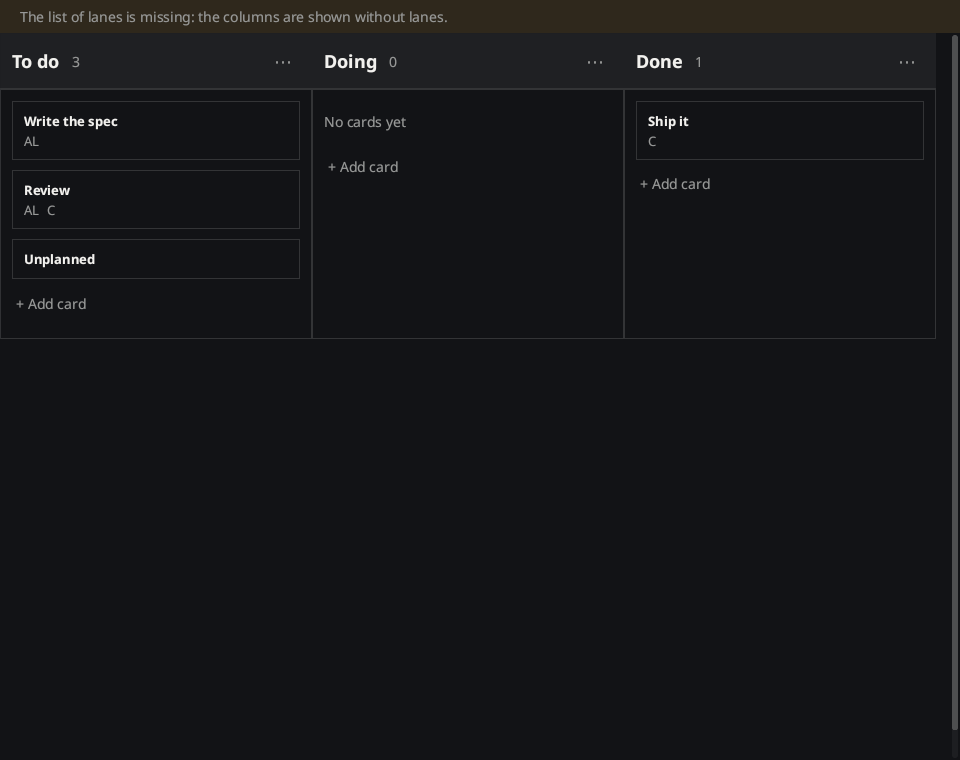 The list of lanes is missing: the columns are shown without lanes.
To do 3 ⋯
Write the spec
AL
Review
AL C
Unplanned
+ Add card
Doing 0 ⋯
No cards yet
+ Add card
Done 1 ⋯
Ship it
C
+ Add card